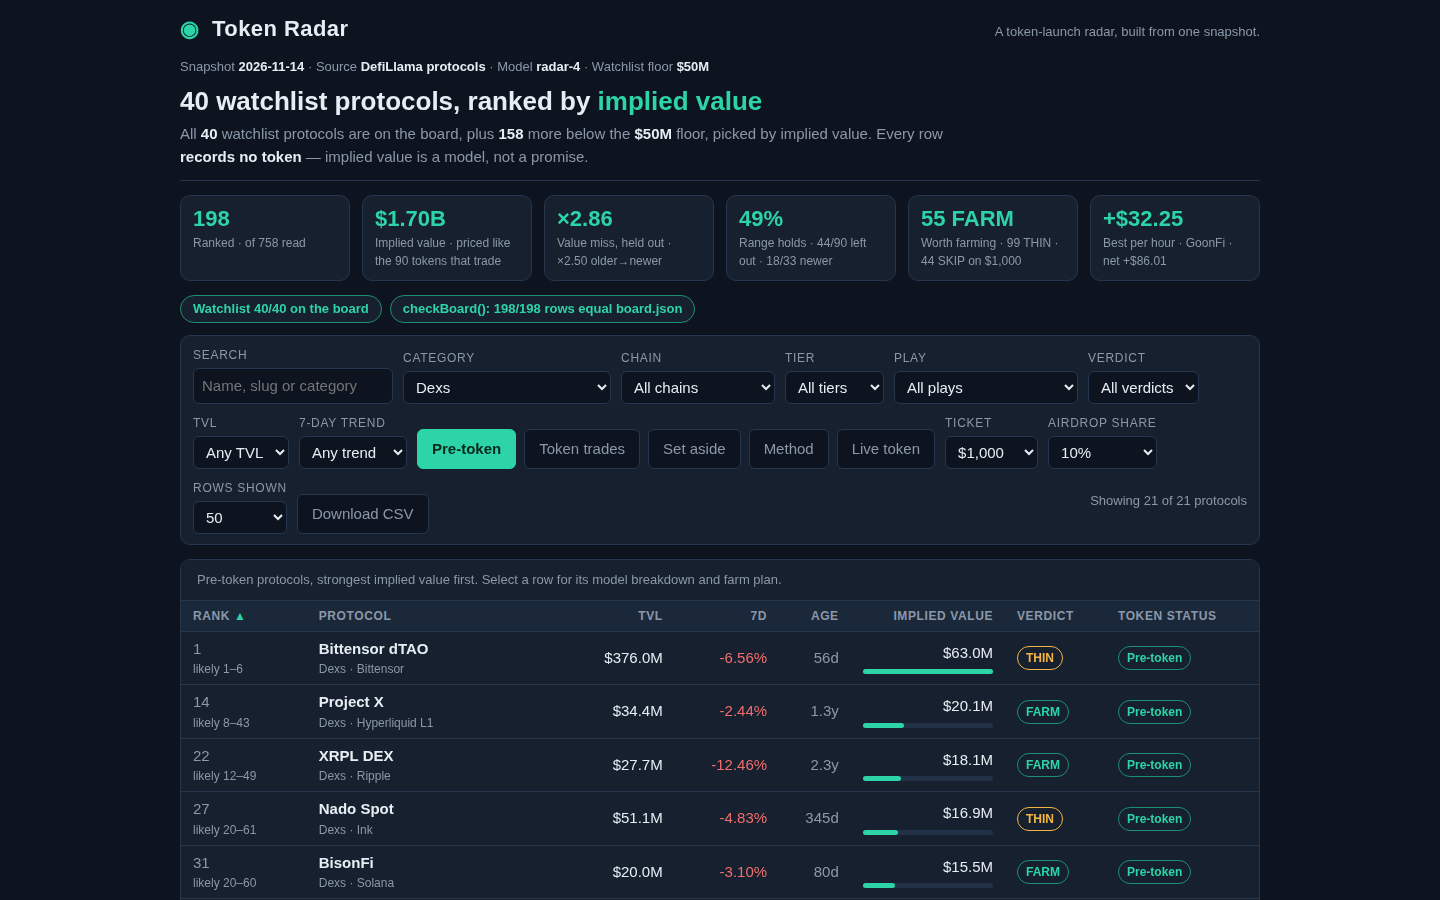 ◉ Token Radar
A token-launch radar, built from one snapshot.
Snapshot 2026-11-14 · Source DefiLlama protocols · Model radar-4 · Watchlist floor $50M
40 watchlist protocols, ranked by implied value
All 40 watchlist protocols are on the board, plus 158 more below the $50M floor, picked by implied value. Every row
records no token — implied value is a model, not a promise.
198
Ranked · of 758 read
$1.70B
Implied value · priced like
the 90 tokens that trade
×2.86
Value miss, held out ·
×2.50 older→newer
49%
Range holds · 44/90 left
out · 18/33 newer
55 FARM
Worth farming · 99 THIN ·
44 SKIP on $1,000
+$32.25
Best per hour · GoonFi ·
net +$86.01
Watchlist 40/40 on the board
checkBoard(): 198/198 rows equal board.json
SEARCH
Name, slug or category
CATEGORY
Dexs
CHAIN
All chains
TIER
All tiers
PLAY
All plays
VERDICT
All verdicts
TVL
Any TVL
7-DAY TREND
Any trend
Pre-token
Token trades
Set aside
Method
Live token
TICKET
$1,000
AIRDROP SHARE
10%
ROWS SHOWN
50
Download CSV
Showing 21 of 21 protocols
Pre-token protocols, strongest implied value first. Select a row for its model breakdown and farm plan.
RANK ▲ PROTOCOL TVL 7D AGE IMPLIED VALUE VERDICT TOKEN STATUS
1 Bittensor dTAO $376.0M -6.56% 56d $63.0M THIN Pre-token
likely 1–6 Dexs · Bittensor
14 Project X $34.4M -2.44% 1.3y $20.1M FARM Pre-token
likely 8–43 Dexs · Hyperliquid L1
22 XRPL DEX $27.7M -12.46% 2.3y $18.1M FARM Pre-token
likely 12–49 Dexs · Ripple
27 Nado Spot $51.1M -4.83% 345d $16.9M THIN Pre-token
likely 20–61 Dexs · Ink
31 BisonFi $20.0M -3.10% 80d $15.5M FARM Pre-token
likely 20–60 Dexs · Solana